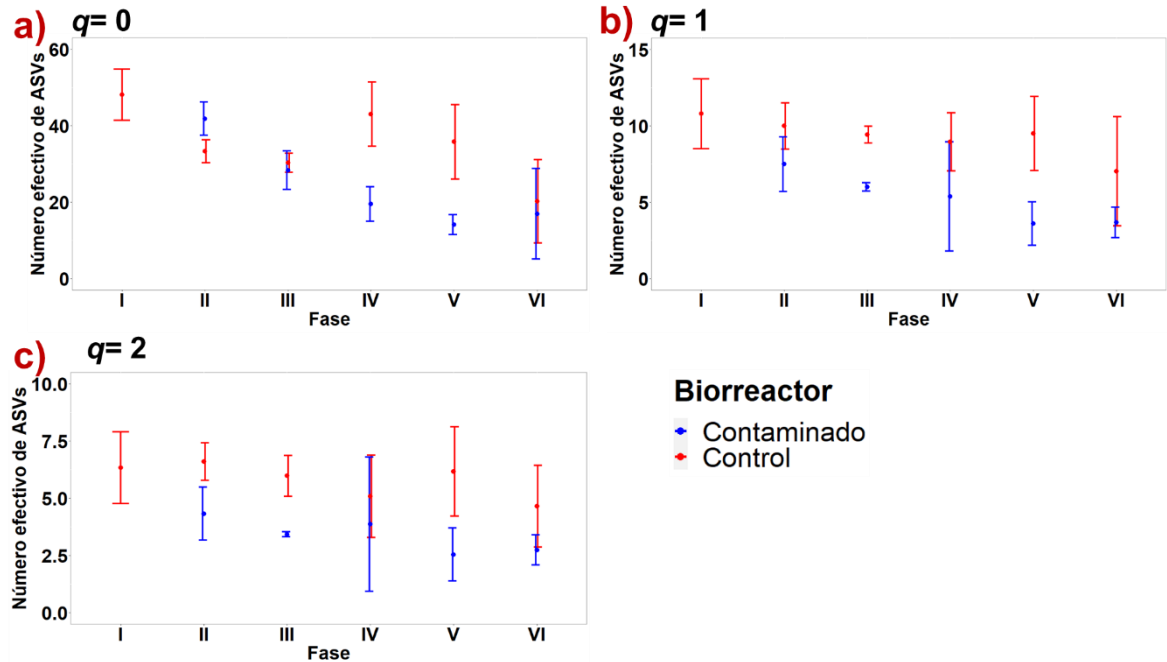 a) q= 0
Número efectivo de ASVs
60
40
20
0
I II III IV V VI
Fase
b) q= 1
Número efectivo de ASVs
15
10
5
0
I II III IV V VI
Fase
c) q= 2
Número efectivo de ASVs
10.0
7.5
5.0
2.5
0.0
I II III IV V VI
Fase
Biorreactor
Contaminado
Control